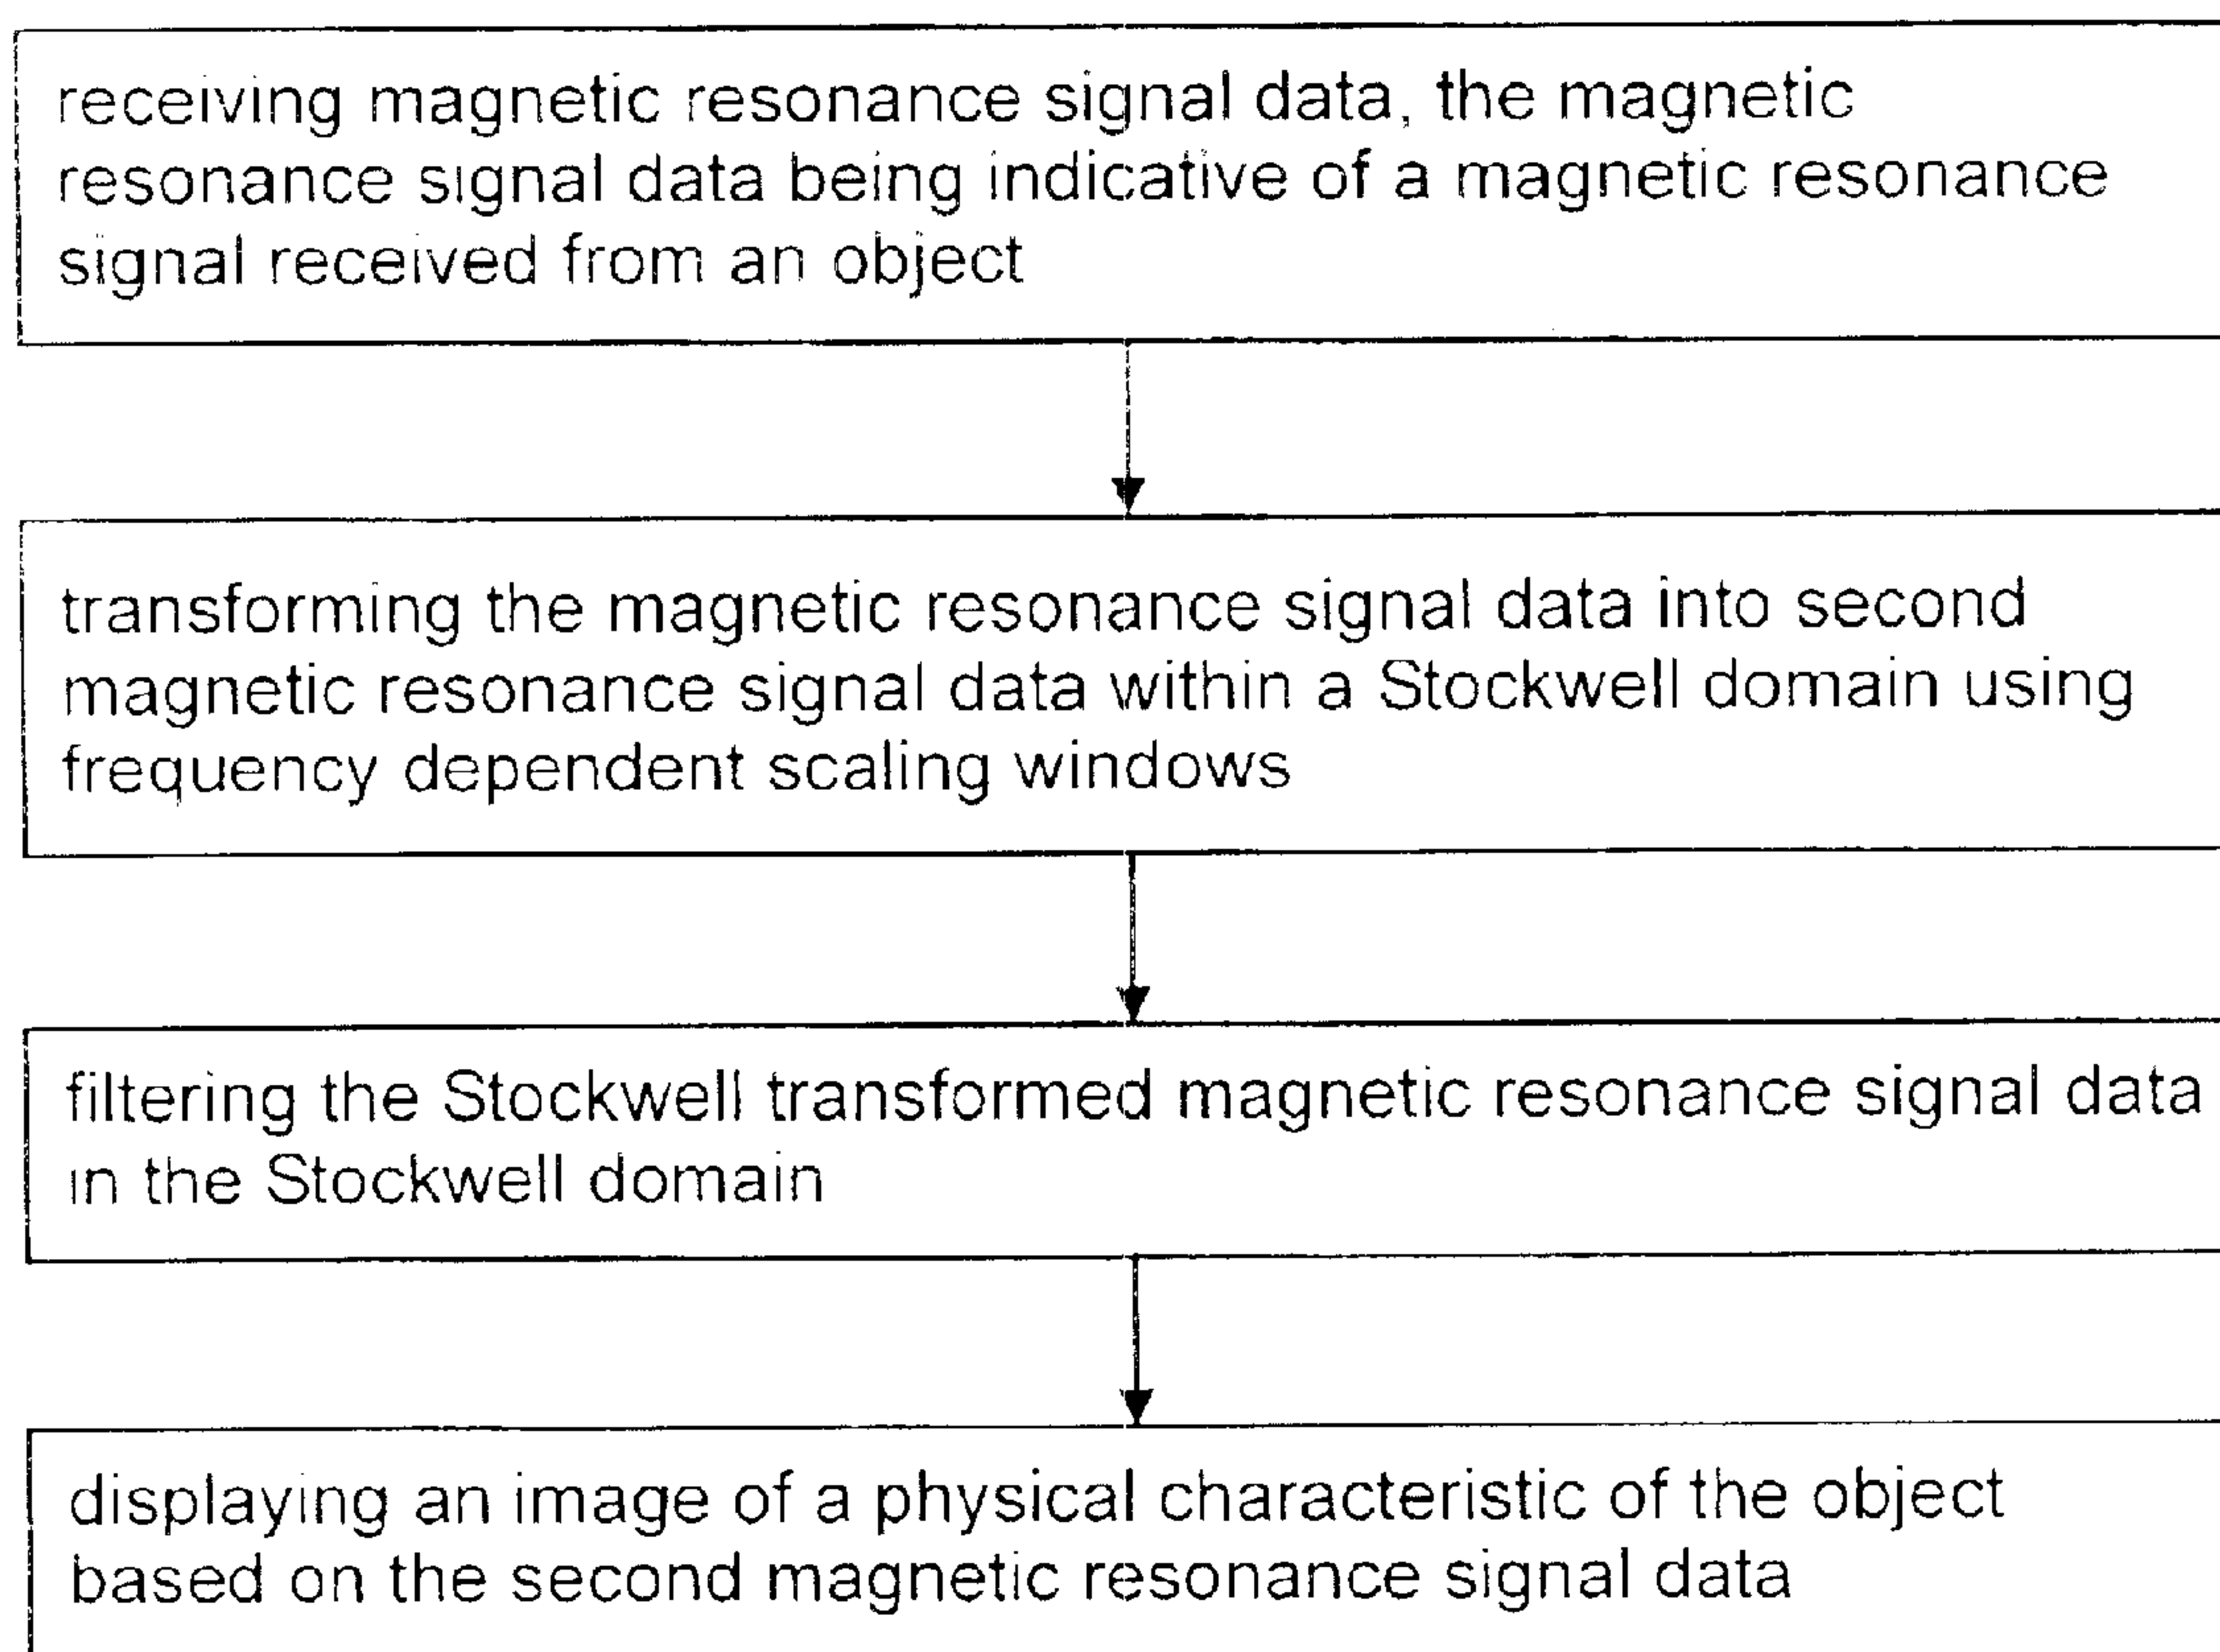 receiving magnetic resonance signal data, the magnetic
resonance signal data being indicative of a magnetic resonance
signal received from an object
transforming the magnetic resonance signal data into second
magnetic resonance signal data within a Stockwell domain using
frequency dependent scaling windows
filtering the Stockwell transformed magnetic resonance signal data
in the Stockwell domain
displaying an image of a physical characteristic of the object
based on the second magnetic resonance signal data